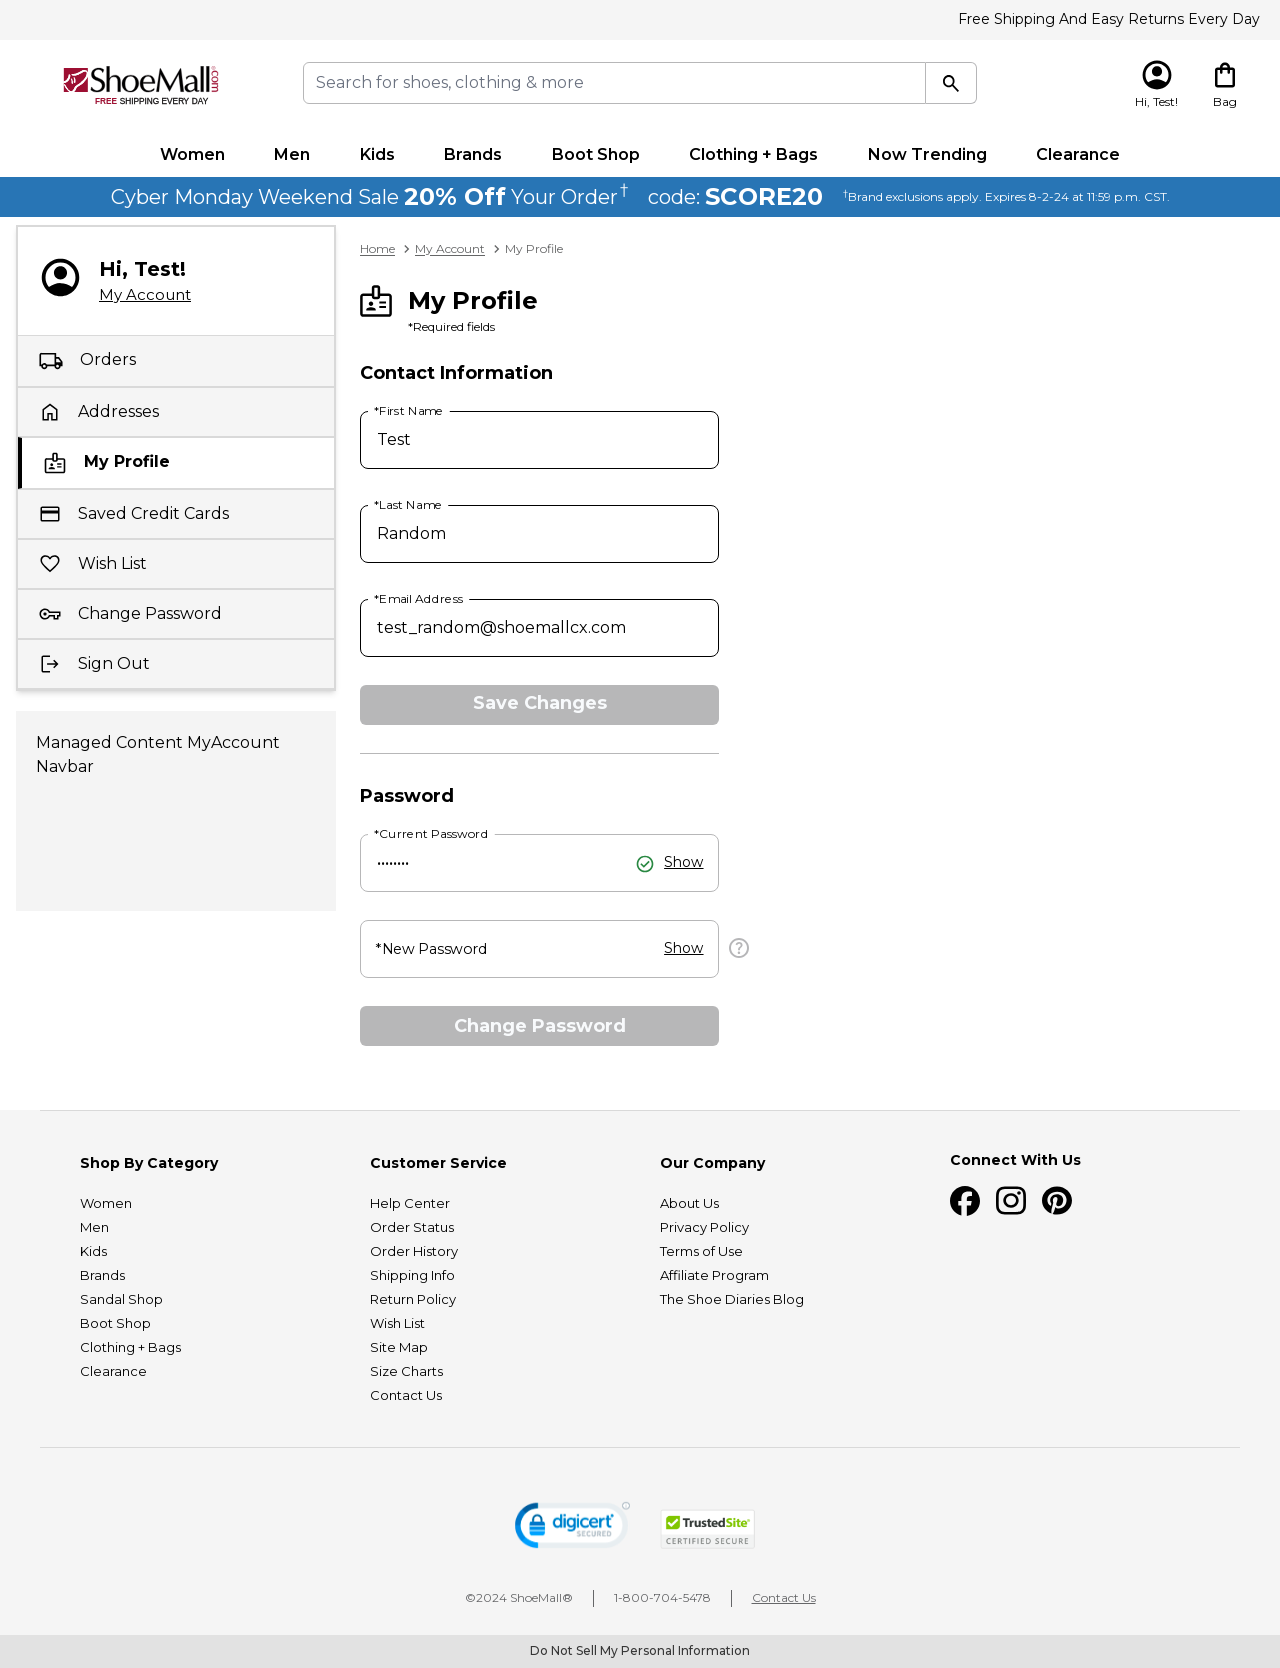 Free Shipping And Easy Returns Every Day
ShoeMall.com®
FREE SHIPPING EVERY DAY
Search for shoes, clothing & more
Hi, Test!
Bag
Women Men Kids Brands Boot Shop Clothing + Bags Now Trending Clearance
Cyber Monday Weekend Sale 20% Off Your Order† code: SCORE20 †Brand exclusions apply. Expires 8-2-24 at 11:59 p.m. CST.
Hi, Test!
My Account
Orders
Addresses
My Profile
Saved Credit Cards
Wish List
Change Password
Sign Out
Managed Content MyAccount
Navbar
Home > My Account > My Profile
My Profile
*Required fields
Contact Information
*First Name
Test
*Last Name
Random
*Email Address
test_random@shoemallcx.com
Save Changes
Password
*Current Password
•••••••• Show
*New Password Show ?
Change Password
Shop By Category
Women
Men
Kids
Brands
Sandal Shop
Boot Shop
Clothing + Bags
Clearance
Customer Service
Help Center
Order Status
Order History
Shipping Info
Return Policy
Wish List
Site Map
Size Charts
Contact Us
Our Company
About Us
Privacy Policy
Terms of Use
Affiliate Program
The Shoe Diaries Blog
Connect With Us
digicert®
SECURED
TrustedSite®
CERTIFIED SECURE
©2024 ShoeMall® | 1-800-704-5478 | Contact Us
Do Not Sell My Personal Information